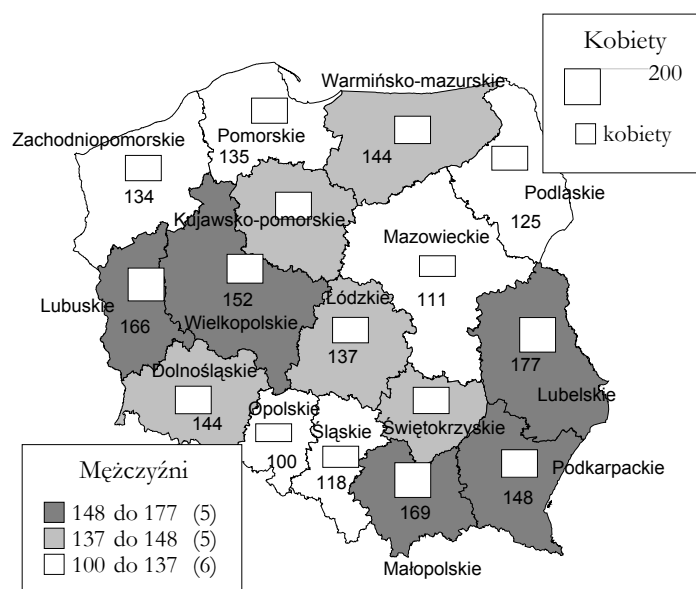 Kobiety
200
kobiety
Warmińsko-mazurskie
144
Zachodniopomorskie
134
Pomorskie
135
Podlaskie
125
Kujawsko-pomorskie
Mazowieckie
111
Lubuskie
166
152
Wielkopolskie
Łódzkie
137
177
Lubelskie
Dolnośląskie
144
Opolskie
100
Śląskie
118
Świętokrzyskie
Podkarpackie
148
169
Małopolskie
Mężczyźni
148 do 177 (5)
137 do 148 (5)
100 do 137 (6)